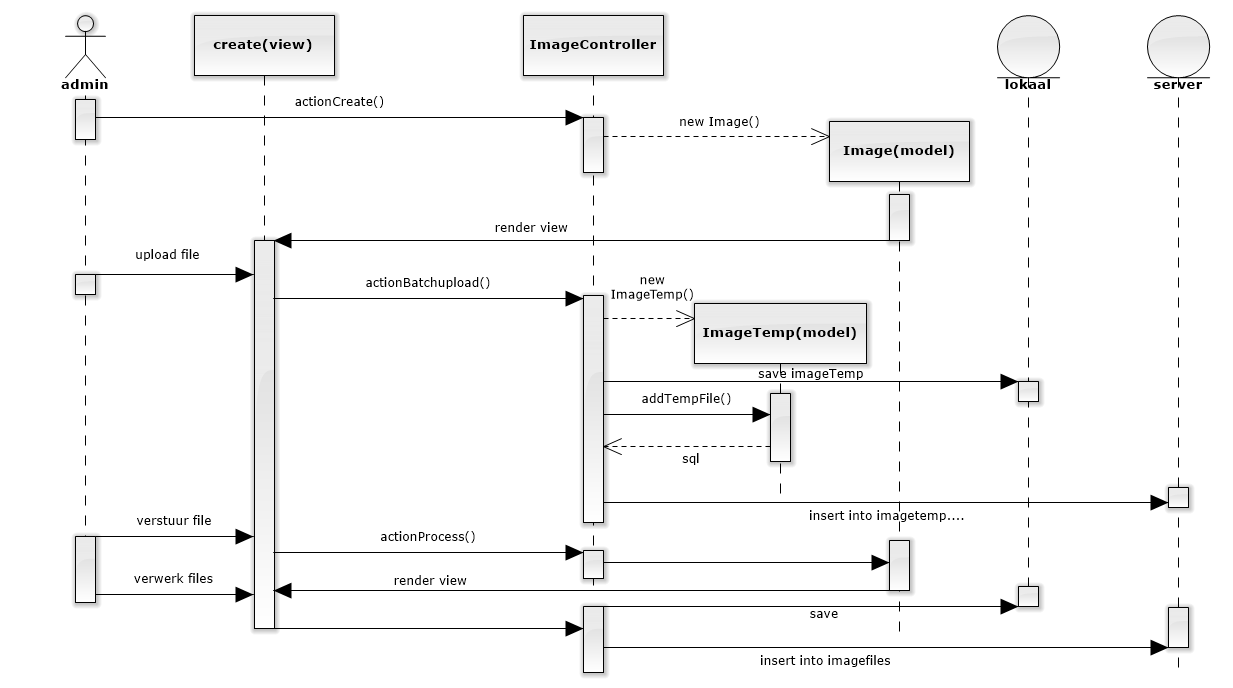 admin
create(view)
ImageController
lokaal
server
actionCreate()
new Image()
Image(model)
render view
upload file
actionBatchupload()
new
ImageTemp()
ImageTemp(model)
save imageTemp
addTempFile()
sql
insert into imagetemp....
verstuur file
actionProcess()
verwerk files
render view
save
insert into imagefiles